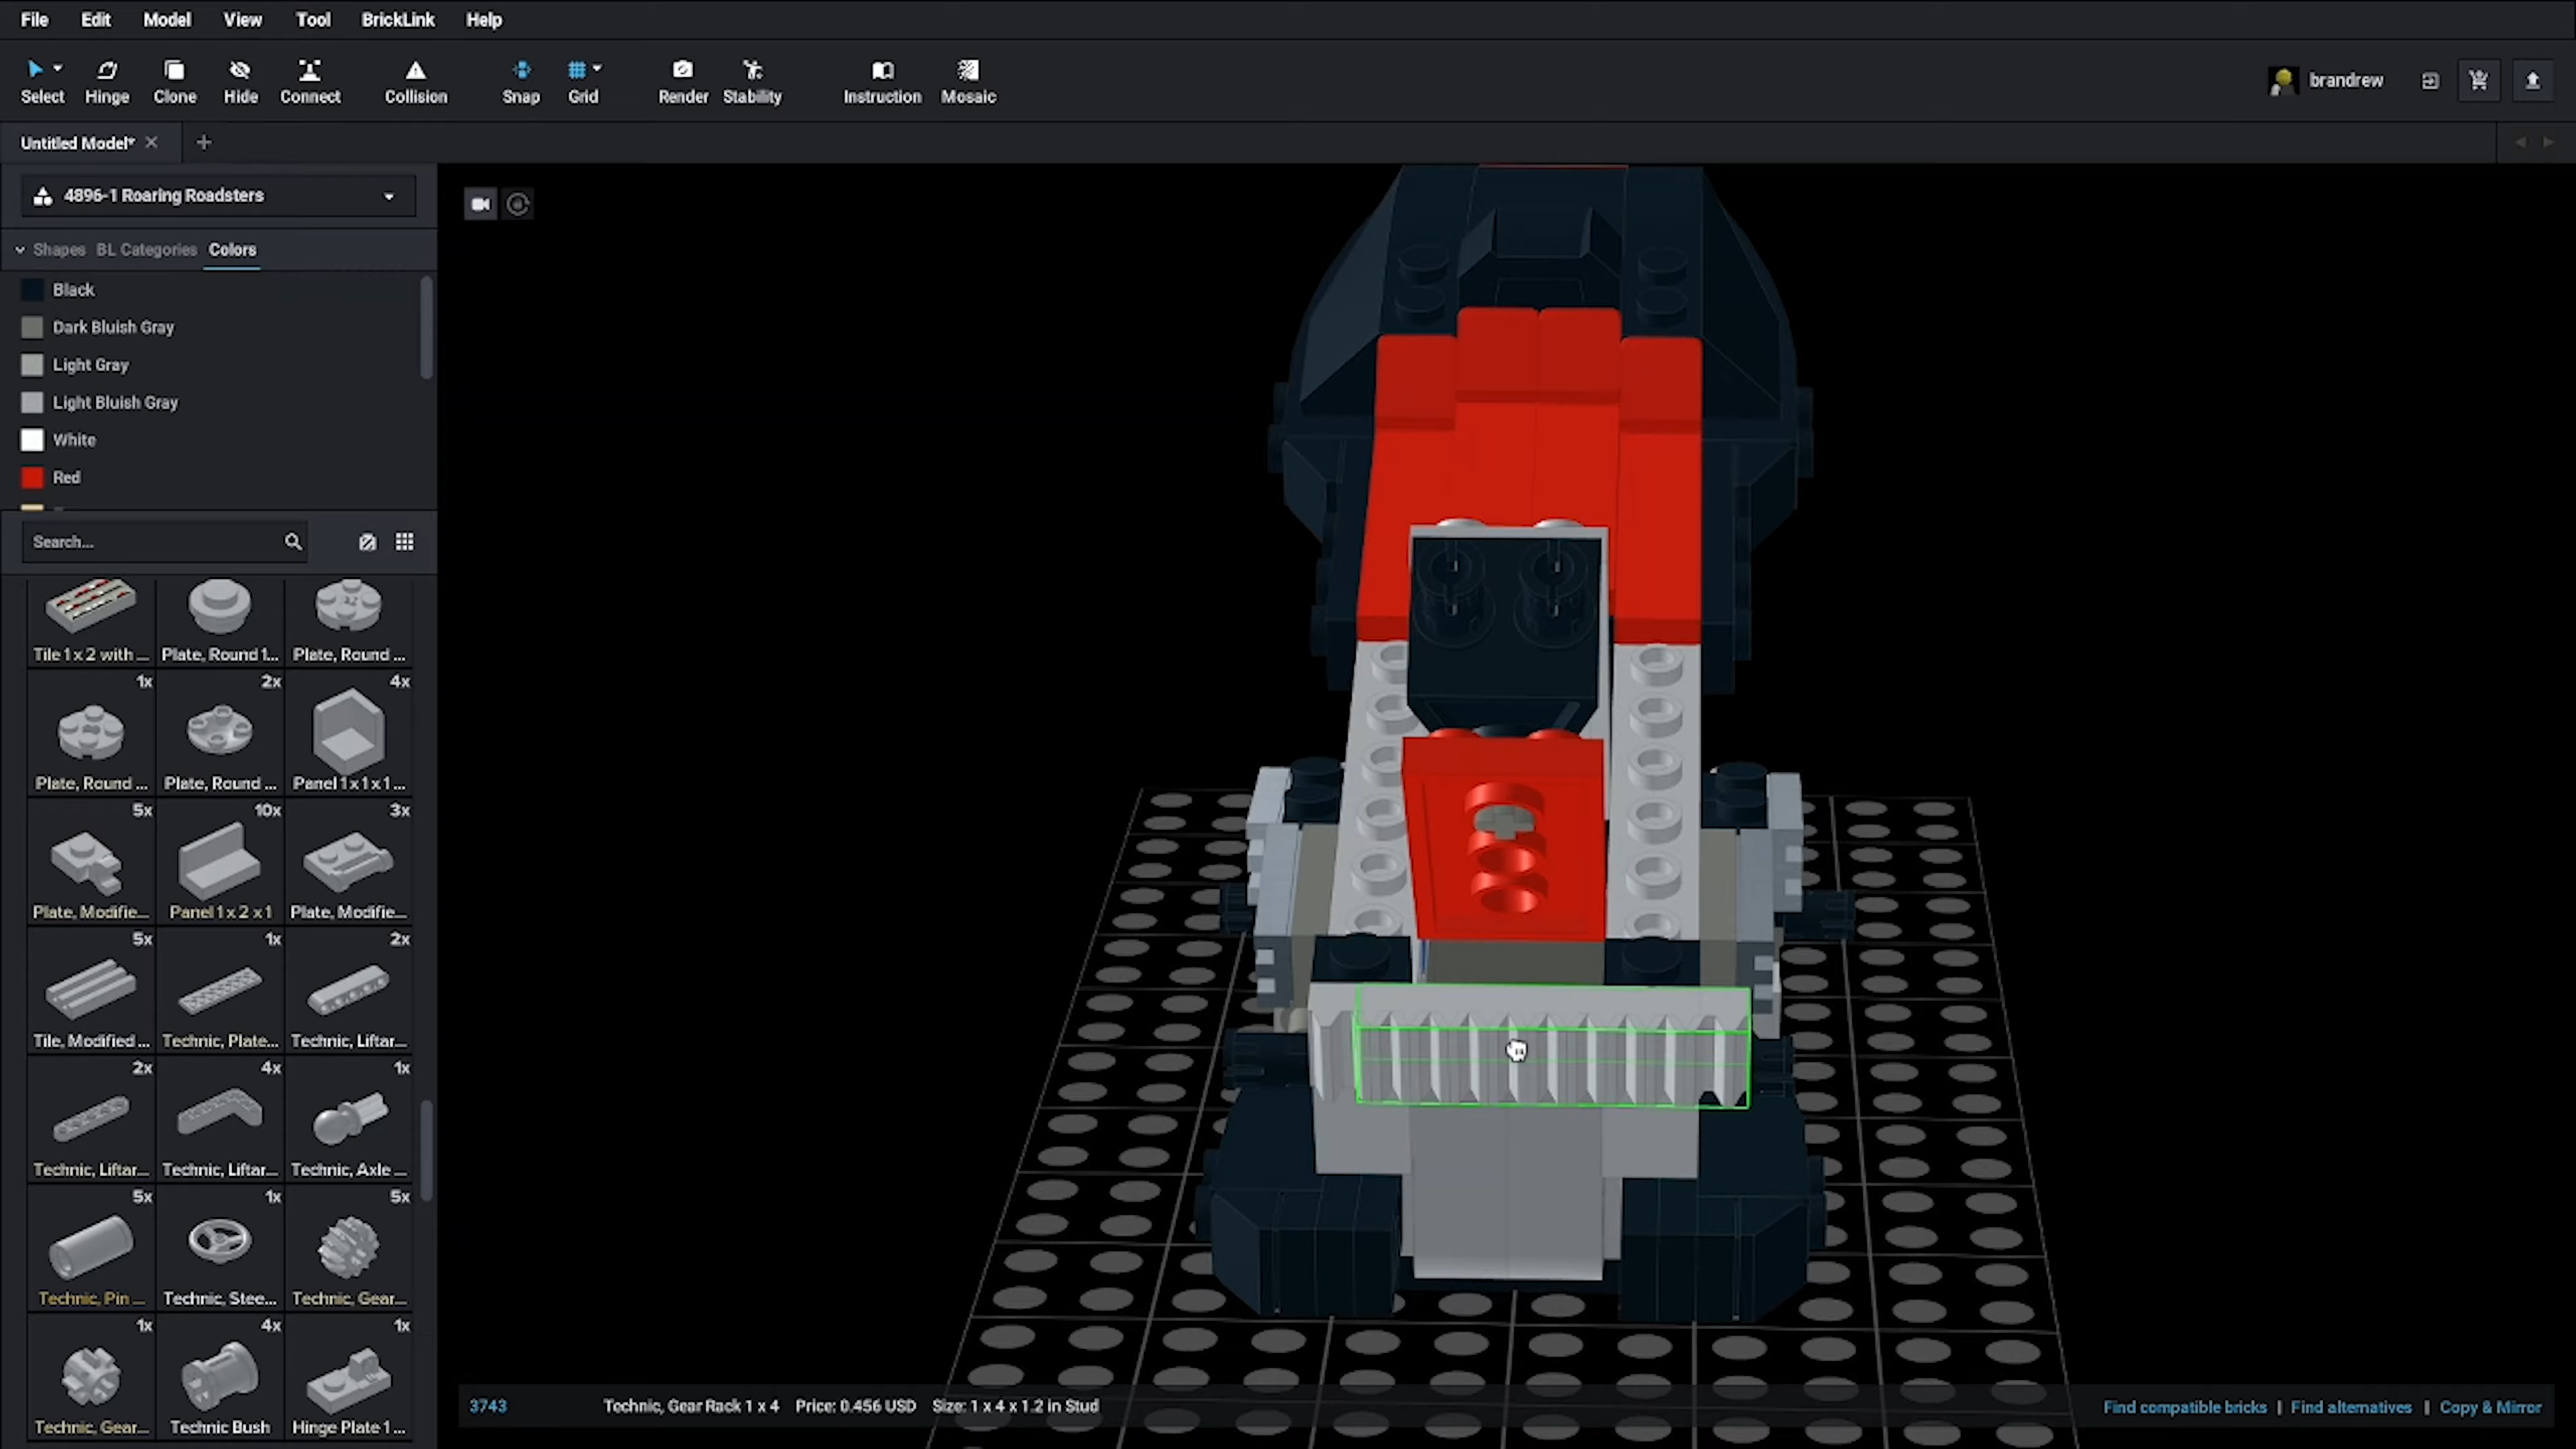 File Edit Model View Tool BrickLink Help
Select Hinge Clone Hide Connect Collision Snap Grid Render Stability Instruction Mosaic
brandrew
Untitled Model*
4896-1 Roaring Roadsters
Shapes BL Categories Colors
Black
Dark Bluish Gray
Light Gray
Light Bluish Gray
White
Red
Search...
Tile 1 x 2 with ... Plate, Round 1... Plate, Round ...
1x 2x 4x
Plate, Round ... Plate, Round ... Panel 1 x 1 x 1 ...
5x 10x 3x
Plate, Modifie... Panel 1 x 2 x 1 Plate, Modifie...
5x 1x 2x
Tile, Modified ... Technic, Plate... Technic, Liftar...
2x 4x 1x
Technic, Liftar... Technic, Liftar... Technic, Axle ...
5x 1x 5x
Technic, Pin ... Technic, Stee... Technic, Gear...
1x 4x 1x
Technic, Gear... Technic Bush Hinge Plate 1 ...
3743 Technic, Gear Rack 1 x 4 Price: 0.456 USD Size: 1 x 4 x 1.2 in Stud
Find compatible bricks | Find alternatives | Copy & Mirror